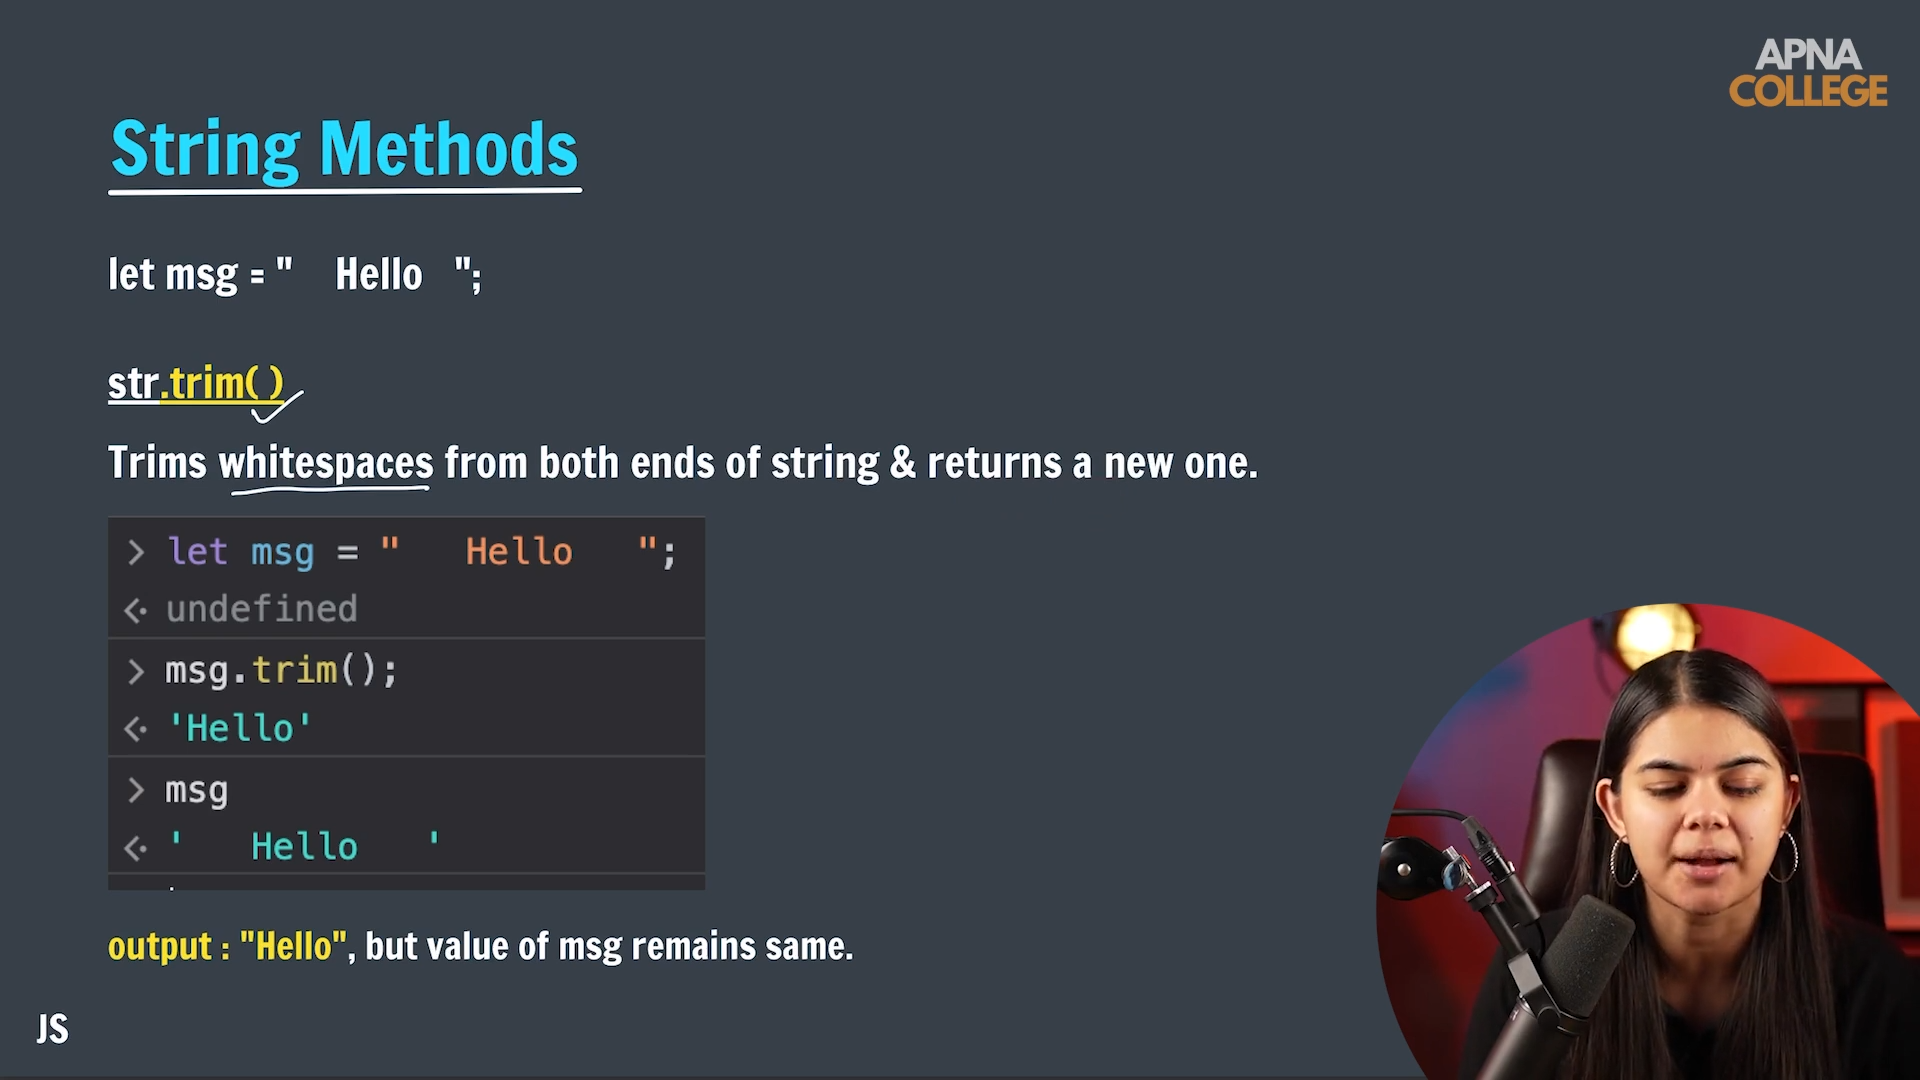 APNA
COLLEGE
String Methods
let msg = "    Hello   ";
str.trim( )
Trims whitespaces from both ends of string & returns a new one.
> let msg = "   Hello   ";
<· undefined
> msg.trim();
<· 'Hello'
> msg
<· '   Hello   '
output : "Hello", but value of msg remains same.
JS